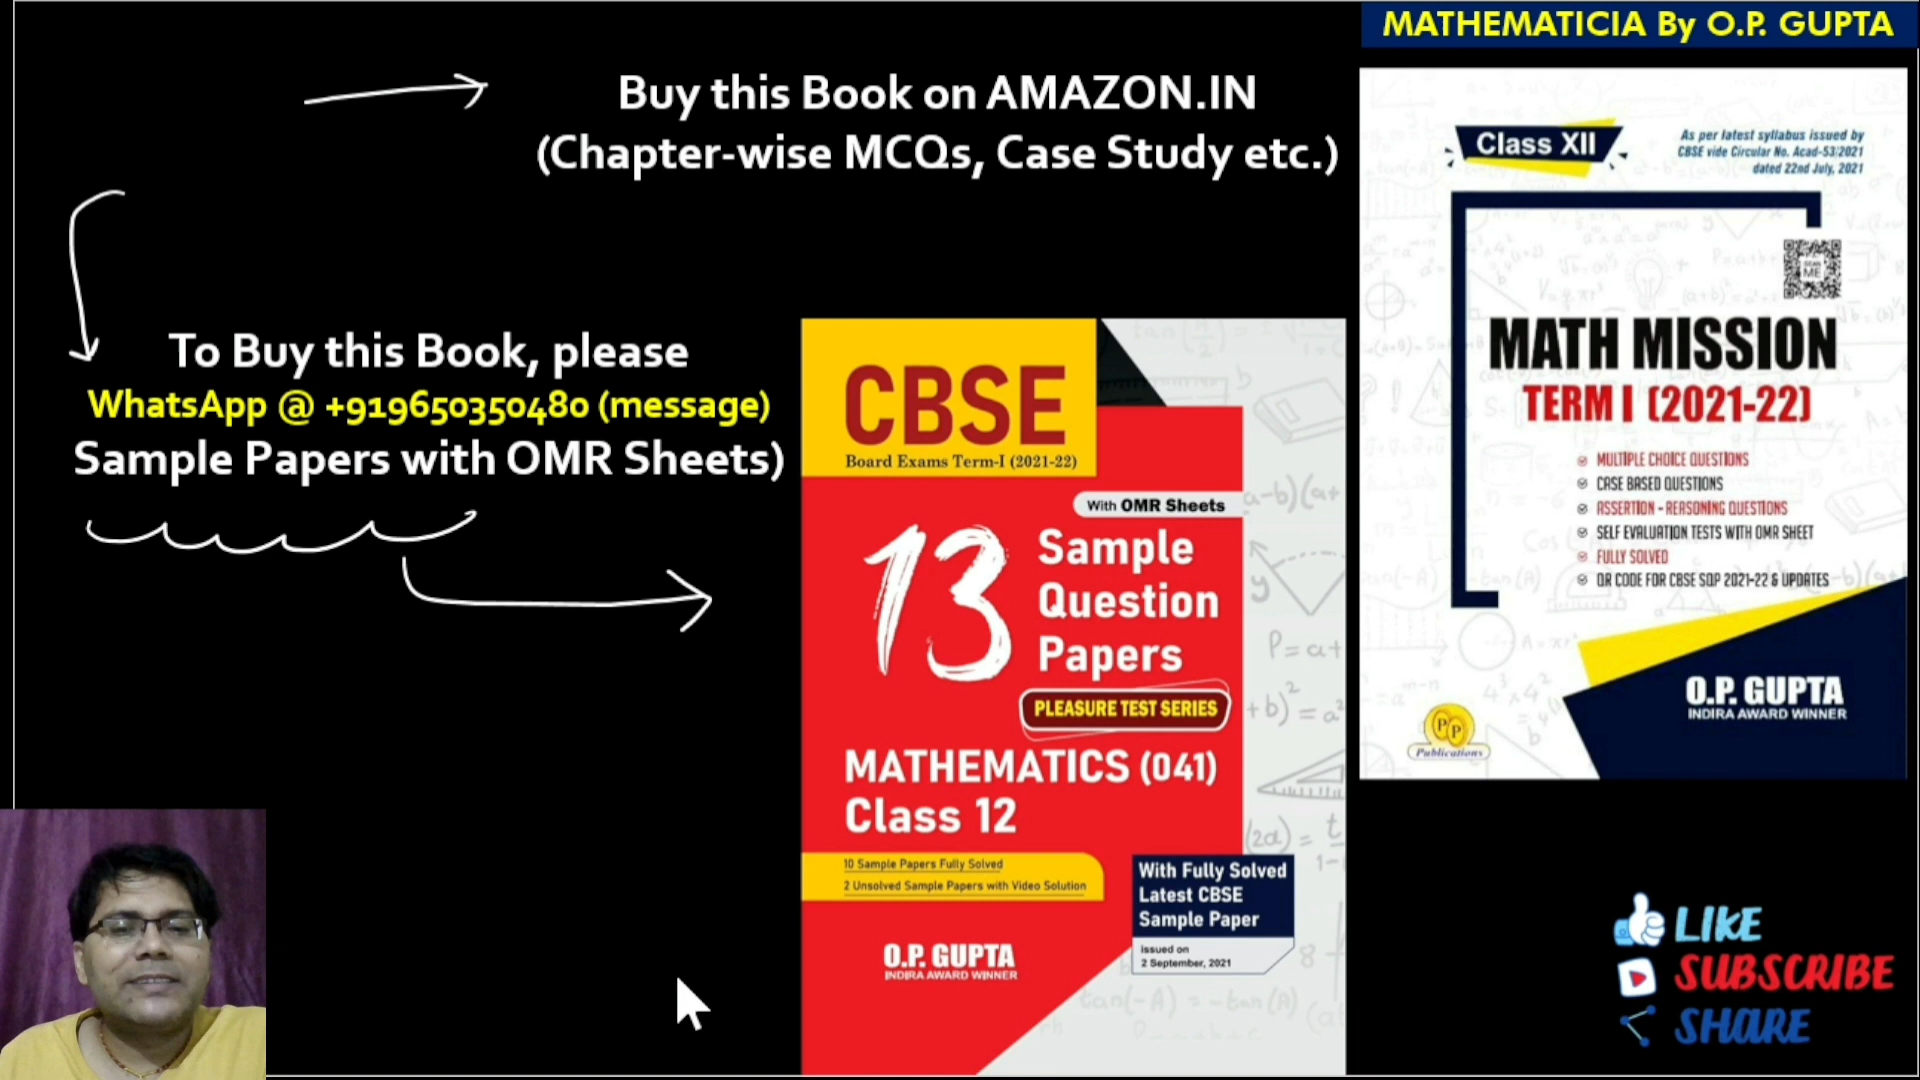 MATHEMATICIA By O.P. GUPTA
Buy this Book on AMAZON.IN
(Chapter-wise MCQs, Case Study etc.)
To Buy this Book, please
WhatsApp @ +919650350480 (message)
Sample Papers with OMR Sheets)
CBSE
Board Exams Term-I (2021-22)
With OMR Sheets
13 Sample
Question
Papers
PLEASURE TEST SERIES
MATHEMATICS (041)
Class 12
10 Sample Papers Fully Solved
2 Unsolved Sample Papers with Video Solution
With Fully Solved
Latest CBSE
Sample Paper
issued on
2 September, 2021
O.P. GUPTA
INDIRA AWARD WINNER
Class XII
As per latest syllabus issued by
CBSE vide Circular No. Acad-53/2021
dated 22nd July, 2021
SCAN
ME
MATH MISSION
TERM I (2021-22)
MULTIPLE CHOICE QUESTIONS
CASE BASED QUESTIONS
ASSERTION - REASONING QUESTIONS
SELF EVALUATION TESTS WITH OMR SHEET
FULLY SOLVED
QR CODE FOR CBSE SQP 2021-22 & UPDATES
O.P. GUPTA
INDIRA AWARD WINNER
PP
Publications
LIKE
SUBSCRIBE
SHARE